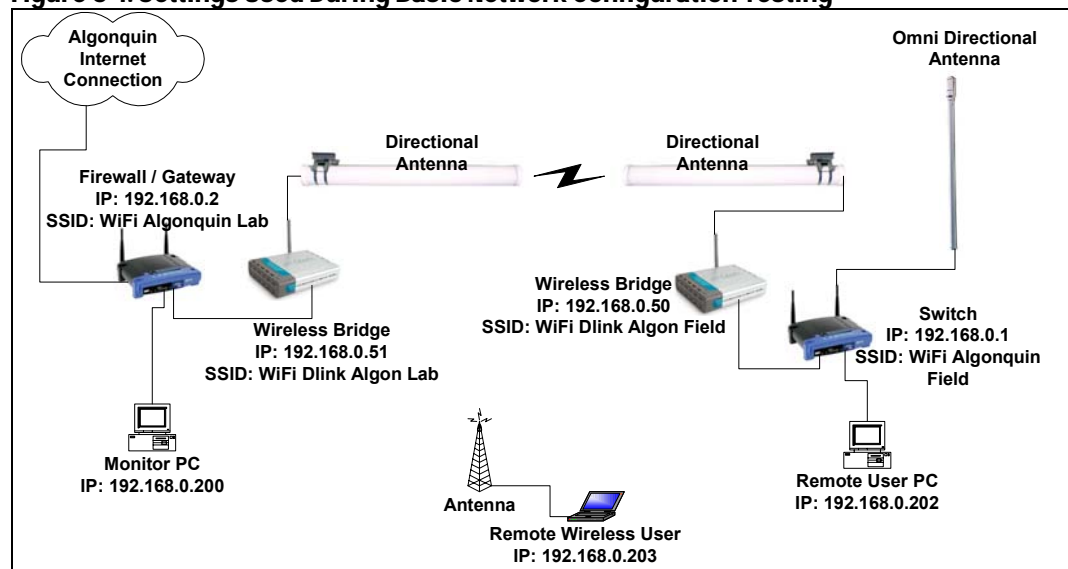 Figure Settings Used During Network Configuration Testing
Algonquin
Internet
Connection
Omni Directional
Antenna
Directional
Antenna
Directional
Antenna
Firewall / Gateway
IP: 192.168.0.2
SSID: WiFi Algonquin Lab
Wireless Bridge
IP: 192.168.0.51
SSID: WiFi Dlink Algon Lab
Wireless Bridge
IP: 192.168.0.50
SSID: WiFi Dlink Algon Field
Switch
IP: 192.168.0.1
SSID: WiFi Algonquin
Field
Monitor PC
IP: 192.168.0.200
Antenna
Remote Wireless User
IP: 192.168.0.203
Remote User PC
IP: 192.168.0.202